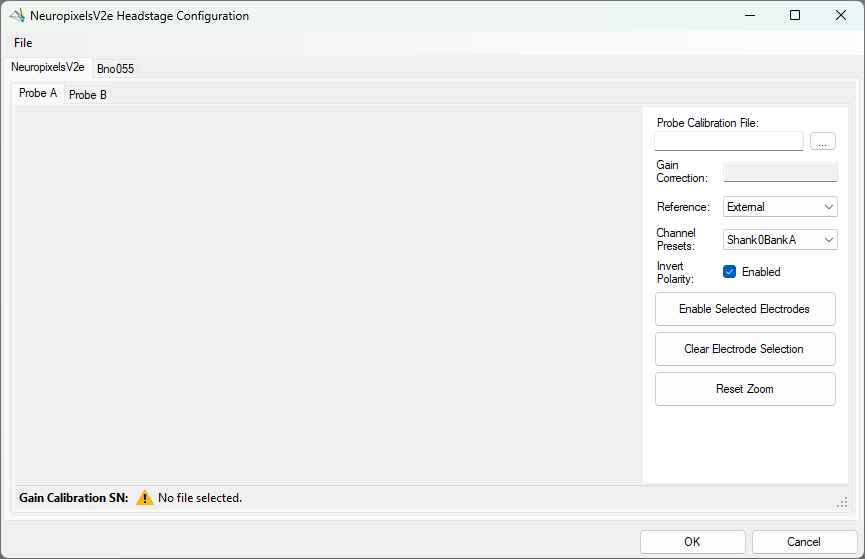 NeuropixelsV2e Headstage Configuration
File
NeuropixelsV2e Bno055
Probe A Probe B
Probe Calibration File:
...
Gain
Correction:
Reference: External
Channel
Presets: Shank0BankA
Invert
Polarity: Enabled
Enable Selected Electrodes
Clear Electrode Selection
Reset Zoom
Gain Calibration SN: No file selected.
OK Cancel